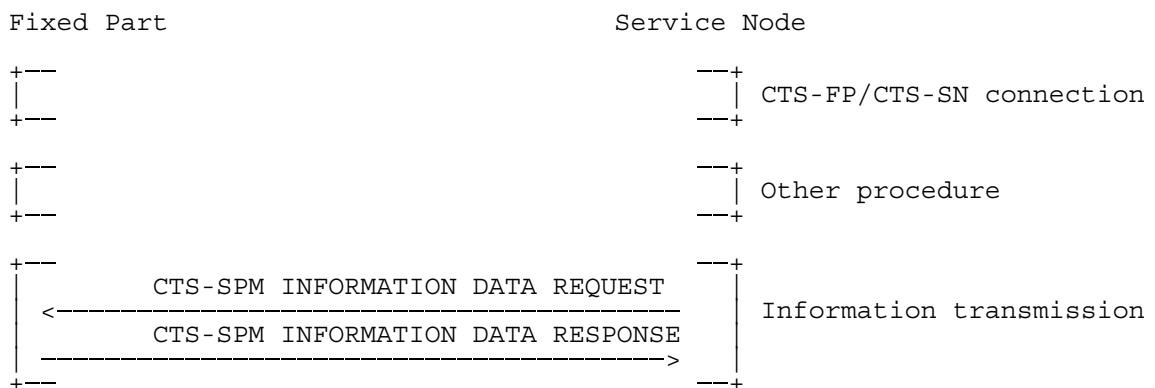 Fixed Part Service Node
CTS-FP/CTS-SN connection
Other procedure
CTS-SPM INFORMATION DATA REQUEST
Information transmission
CTS-SPM INFORMATION DATA RESPONSE